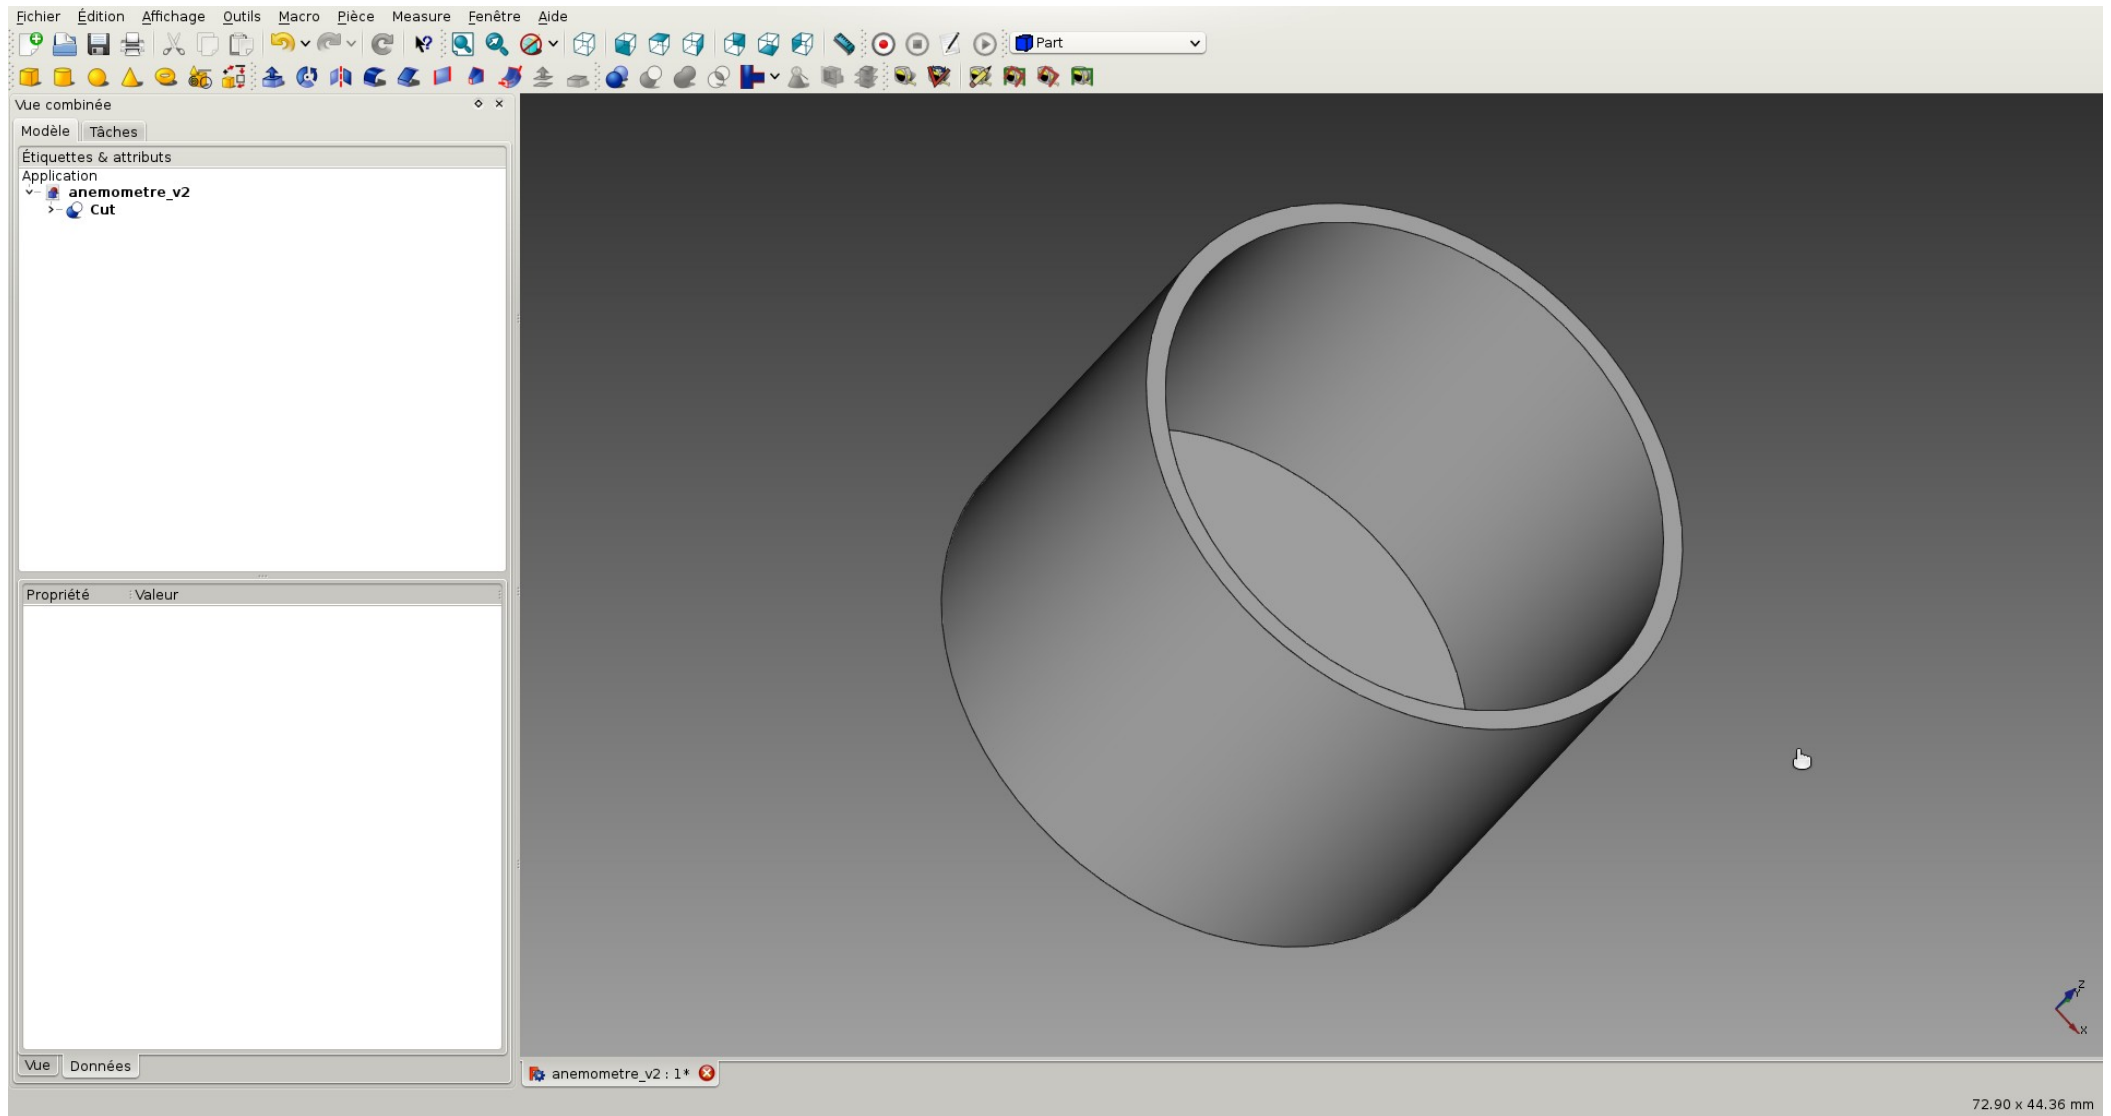 Fichier Édition Affichage Outils Macro Pièce Measure Fenêtre Aide
Part
Vue combinée
Modèle Tâches
Étiquettes & attributs
Application
anemometre_v2
Cut
Propriété Valeur
Vue Données
anemometre_v2 : 1*
Z
Y
X
72.90 x 44.36 mm